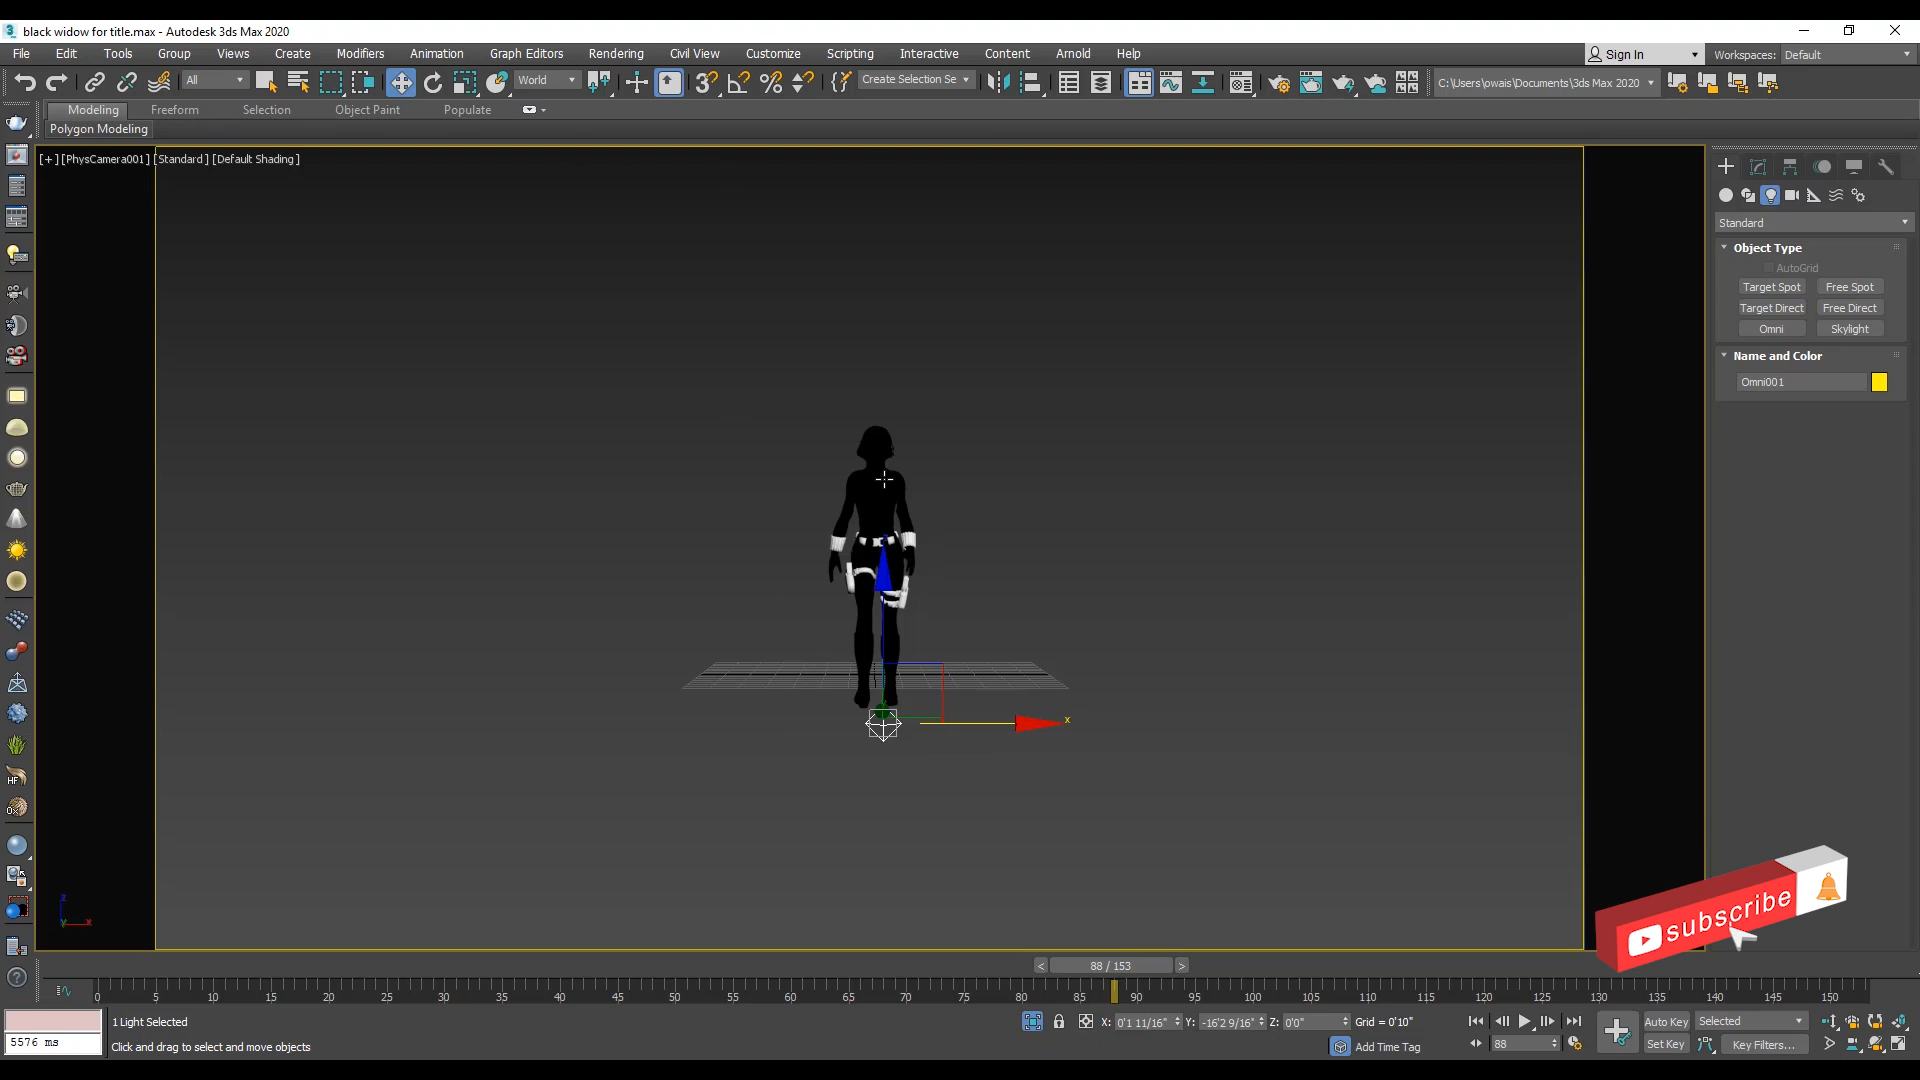 black widow for title.max - Autodesk 3ds Max 2020
File Edit Tools Group Views Create Modifiers Animation Graph Editors Rendering Civil View Customize Scripting Interactive Content Arnold Help
Sign In Workspaces: Default
All World Create Selection Se C:\Users\owais\Documents\3ds Max 2020
Modeling Freeform Selection Object Paint Populate
Polygon Modeling
[+] [PhysCamera001] [Standard] [Default Shading]
Standard
Object Type
AutoGrid
Target Spot Free Spot
Target Direct Free Direct
Omni Skylight
Name and Color
Omni001
x
z
y x
HF
subscribe
< 88 / 153 >
0 5 10 15 20 25 30 35 40 45 50 55 60 65 70 75 80 85 90 95 100 105 110 115 120 125 130 135 140 145 150
1 Light Selected
X: 0'1 11/16" Y: -16'2 9/16" Z: 0'0" Grid = 0'10"
Auto Key Selected
5576 ms
Click and drag to select and move objects
Add Time Tag
88
Set Key Key Filters...